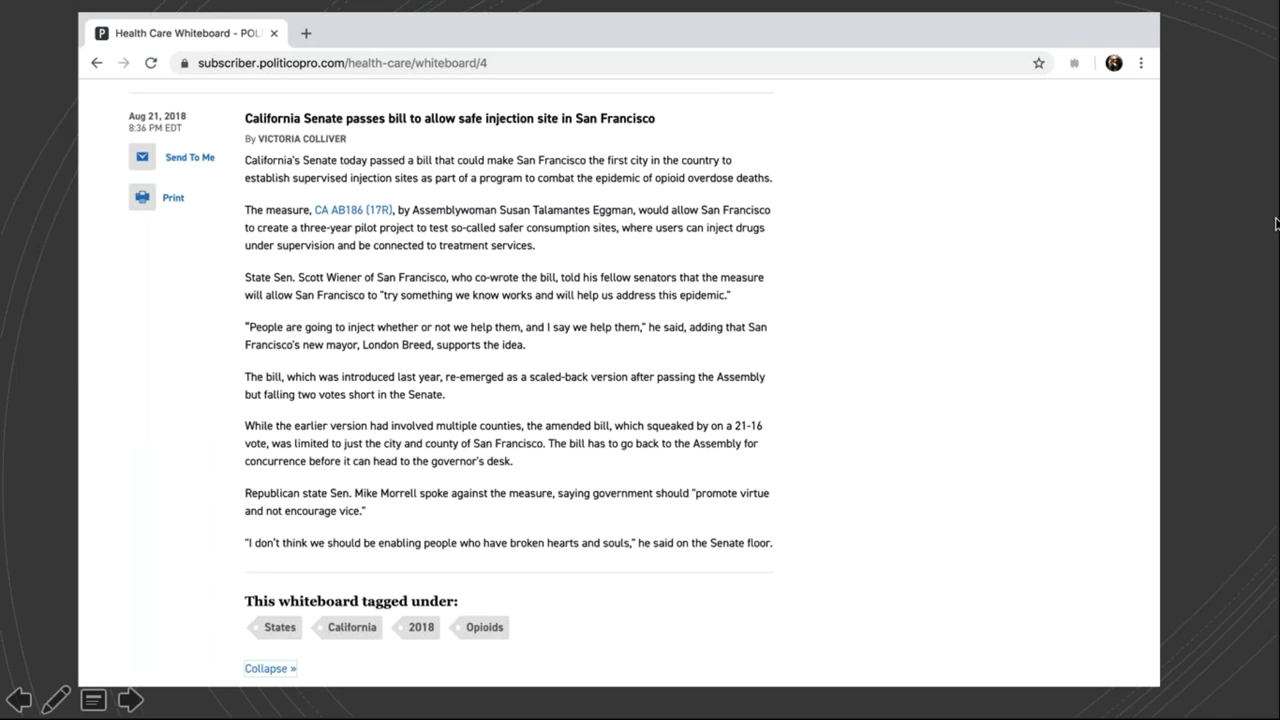 P Health Care Whiteboard - POL
subscriber.politicopro.com/health-care/whiteboard/4
Aug 21, 2018
8:36 PM EDT
Send To Me
Print
California Senate passes bill to allow safe injection site in San Francisco
By VICTORIA COLLIVER
California's Senate today passed a bill that could make San Francisco the first city in the country to
establish supervised injection sites as part of a program to combat the epidemic of opioid overdose deaths.
The measure, CA AB186 (17R), by Assemblywoman Susan Talamantes Eggman, would allow San Francisco
to create a three-year pilot project to test so-called safer consumption sites, where users can inject drugs
under supervision and be connected to treatment services.
State Sen. Scott Wiener of San Francisco, who co-wrote the bill, told his fellow senators that the measure
will allow San Francisco to "try something we know works and will help us address this epidemic."
"People are going to inject whether or not we help them, and I say we help them," he said, adding that San
Francisco's new mayor, London Breed, supports the idea.
The bill, which was introduced last year, re-emerged as a scaled-back version after passing the Assembly
but falling two votes short in the Senate.
While the earlier version had involved multiple counties, the amended bill, which squeaked by on a 21-16
vote, was limited to just the city and county of San Francisco. The bill has to go back to the Assembly for
concurrence before it can head to the governor's desk.
Republican state Sen. Mike Morrell spoke against the measure, saying government should "promote virtue
and not encourage vice."
"I don't think we should be enabling people who have broken hearts and souls," he said on the Senate floor.
This whiteboard tagged under:
States California 2018 Opioids
Collapse »